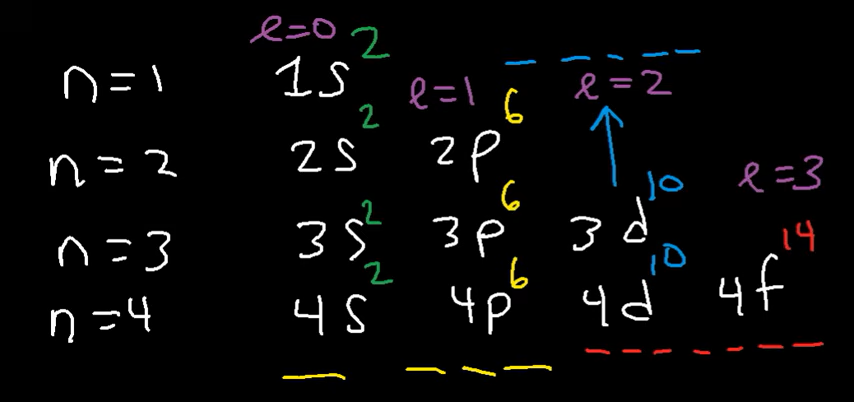 l=0
n=1 1s² l=1 l=2
n=2 2s² 2p⁶ l=3
n=3 3s² 3p⁶ 3d¹⁰
n=4 4s² 4p⁶ 4d¹⁰ 4f¹⁴